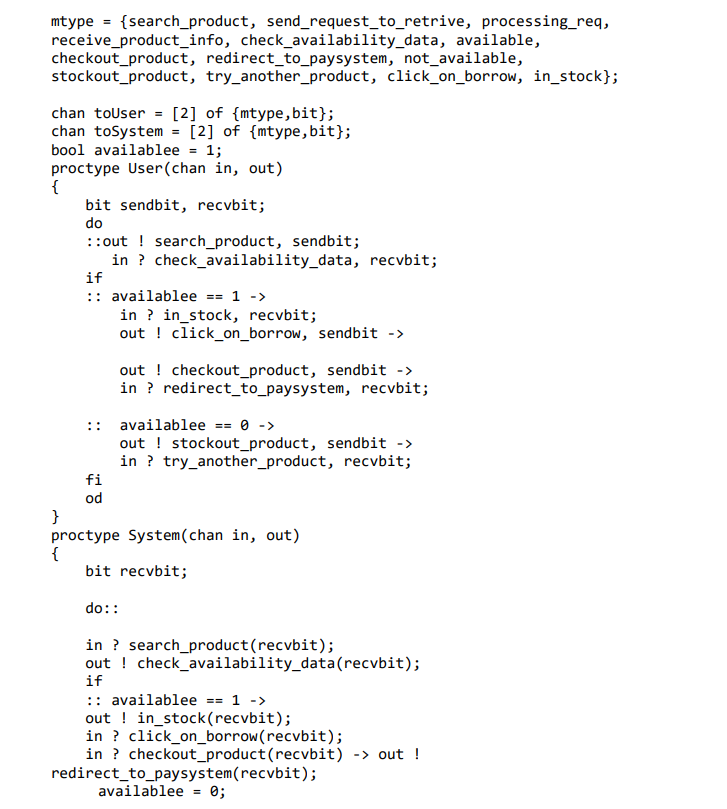 mtype = {search_product, send_request_to_retrive, processing_req,
receive_product_info, check_availability_data, available,
checkout_product, redirect_to_paysystem, not_available,
stockout_product, try_another_product, click_on_borrow, in_stock};

chan toUser = [2] of {mtype,bit};
chan toSystem = [2] of {mtype,bit};
bool availablee = 1;
proctype User(chan in, out)
{
    bit sendbit, recvbit;
    do
    ::out ! search_product, sendbit;
       in ? check_availability_data, recvbit;
    if
    :: availablee == 1 ->
        in ? in_stock, recvbit;
        out ! click_on_borrow, sendbit ->

        out ! checkout_product, sendbit ->
        in ? redirect_to_paysystem, recvbit;

    ::  availablee == 0 ->
        out ! stockout_product, sendbit ->
        in ? try_another_product, recvbit;
    fi
    od
}
proctype System(chan in, out)
{
    bit recvbit;

    do::

    in ? search_product(recvbit);
    out ! check_availability_data(recvbit);
    if
    :: availablee == 1 ->
    out ! in_stock(recvbit);
    in ? click_on_borrow(recvbit);
    in ? checkout_product(recvbit) -> out !
redirect_to_paysystem(recvbit);
     availablee = 0;